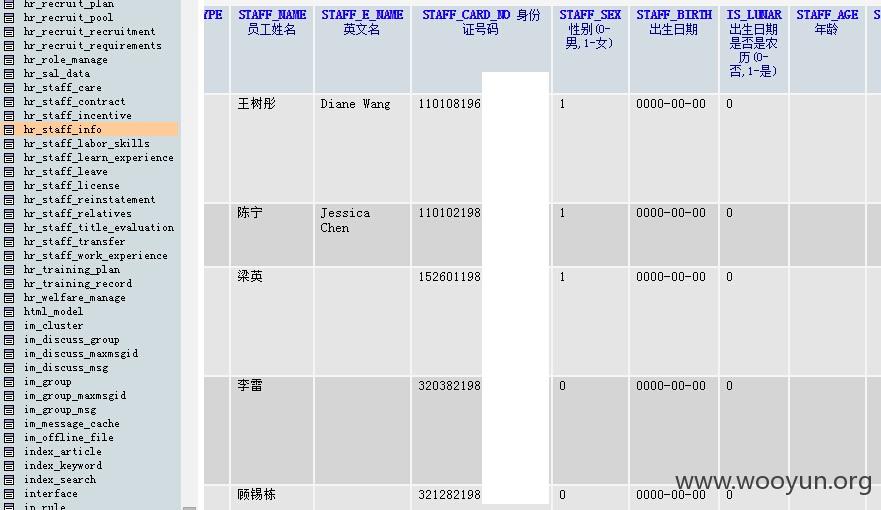 hr_recruit_plan
hr_recruit_pool
hr_recruit_recruitment
hr_recruit_requirements
hr_role_manage
hr_sal_data
hr_staff_care
hr_staff_contract
hr_staff_incentive
hr_staff_info
hr_staff_labor_skills
hr_staff_learn_experience
hr_staff_leave
hr_staff_license
hr_staff_reinstatement
hr_staff_relatives
hr_staff_title_evaluation
hr_staff_transfer
hr_staff_work_experience
hr_training_plan
hr_training_record
hr_welfare_manage
html_model
im_cluster
im_discuss_group
im_discuss_maxmsgid
im_discuss_msg
im_group
im_group_maxmsgid
im_group_msg
im_message_cache
im_offline_file
index_article
index_keyword
index_search
interface
ip_rule
YPE STAFF_NAME STAFF_E_NAME STAFF_CARD_NO 身份 STAFF_SEX STAFF_BIRTH IS_LUNAR STAFF_AGE S
员工姓名 英文名 证号码 性别(0- 出生日期 出生日期 年龄
男,1-女) 是否是农
历(0-
否,1-是)
王树彤 Diane Wang 110108196 1 0000-00-00 0
陈宁 Jessica 110102198 1 0000-00-00 0
Chen
梁英 152601198 1 0000-00-00 0
李雷 320382198 0 0000-00-00 0
顾锡栋 321282198 0 0000-00-00 0
www.wooyun.org